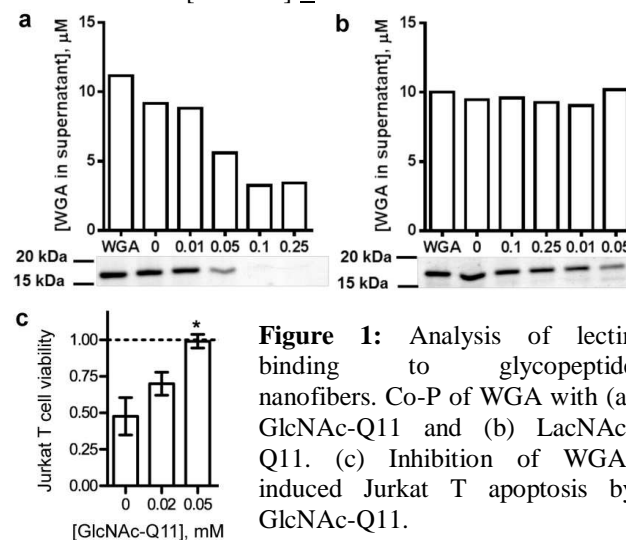 a
b
[WGA in supernatant], μM
15
10
5
0
WGA 0 0.01 0.05 0.1 0.25
20 kDa
15 kDa
[WGA in supernatant], μM
15
10
5
0
WGA 0 0.1 0.25 0.01 0.05
20 kDa
15 kDa
c
Jurkat T cell viability
1.00
0.75
0.50
0.25
0.00
*
0 0.02 0.05
[GlcNAc-Q11], mM
Figure 1: Analysis of lectin
binding to glycopeptide
nanofibers. Co-P of WGA with (a
GlcNAc-Q11 and (b) LacNAc
Q11. (c) Inhibition of WGA
induced Jurkat T apoptosis by
GlcNAc-Q11.